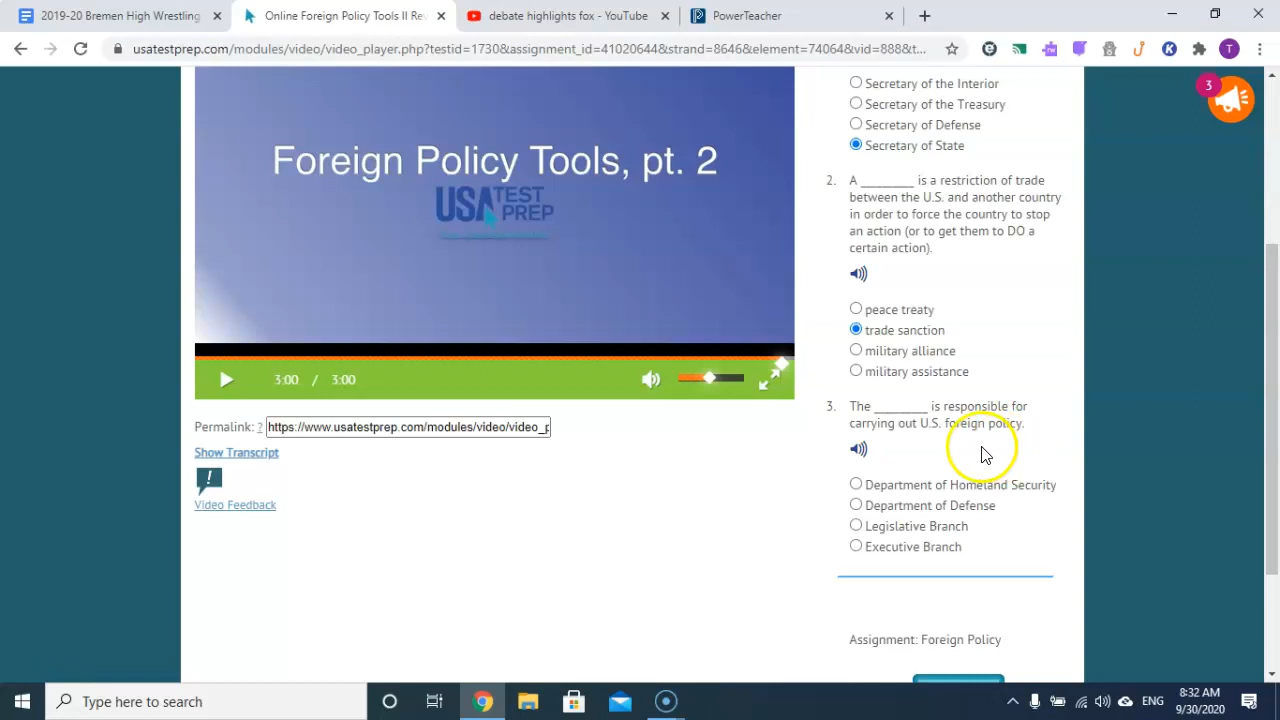 2019-20 Bremen High Wrestling
Online Foreign Policy Tools II Re
debate highlights fox - YouTube
PowerTeacher
usatestprep.com/modules/video/video_player.php?testid=1730&assignment_id=41020644&strand=8646&element=74064&vid=888&t...
T
3
Foreign Policy Tools, pt. 2
USA TEST PREP
3:00 / 3:00
Permalink: ? https://www.usatestprep.com/modules/video/video_p
Show Transcript
!
Video Feedback
Secretary of the Interior
Secretary of the Treasury
Secretary of Defense
Secretary of State
2. A ________ is a restriction of trade
between the U.S. and another country
in order to force the country to stop
an action (or to get them to DO a
certain action).
peace treaty
trade sanction
military alliance
military assistance
3. The ________ is responsible for
carrying out U.S. foreign policy.
Department of Homeland Security
Department of Defense
Legislative Branch
Executive Branch
Assignment: Foreign Policy
Type here to search
ENG
8:32 AM
9/30/2020